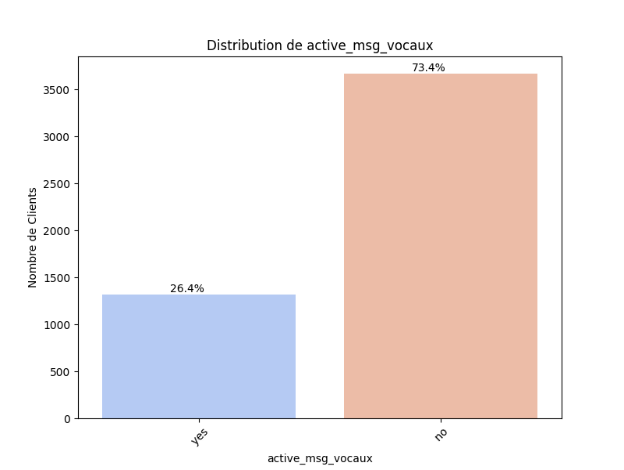 Distribution de active_msg_vocaux
73.4%
3500
3000
2500
2000
1500
1000
500
0
26.4%
Nombre de Clients
yes
no
active_msg_vocaux